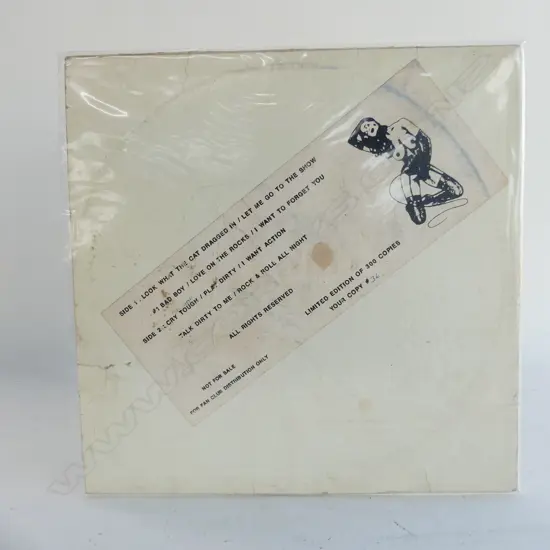 SIDE 1 : LOOK WHAT THE CAT DRAGGED IN / LET ME GO TO THE SHOW
#1 BAD BOY / LOVE ON THE ROCKS / I WANT TO FORGET YOU
SIDE 2 : CRY TOUGH / PLAY DIRTY / I WANT ACTION
TALK DIRTY TO ME / ROCK & ROLL ALL NIGHT
ALL RIGHTS RESERVED
LIMITED EDITION OF 300 COPIES
YOUR COPY #
NOT FOR SALE
FOR FAN CLUB DISTRIBUTION ONLY